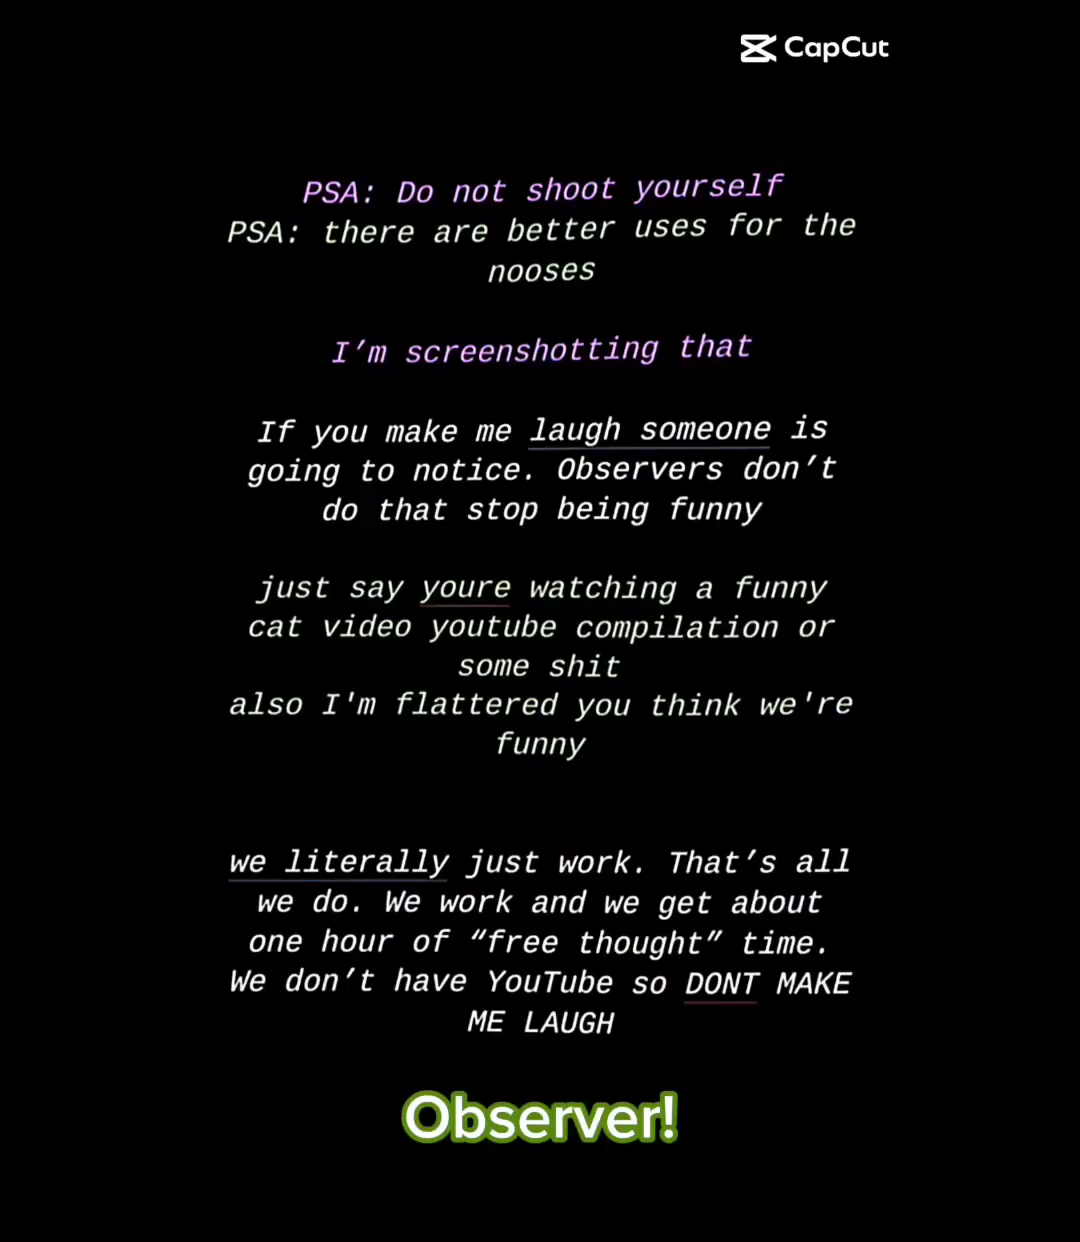 CapCut
PSA: Do not shoot yourself
PSA: there are better uses for the
nooses
I’m screenshotting that
If you make me laugh someone is
going to notice. Observers don’t
do that stop being funny
just say youre watching a funny
cat video youtube compilation or
some shit
also I'm flattered you think we're
funny
we literally just work. That’s all
we do. We work and we get about
one hour of “free thought” time.
We don’t have YouTube so DONT MAKE
ME LAUGH
Observer!